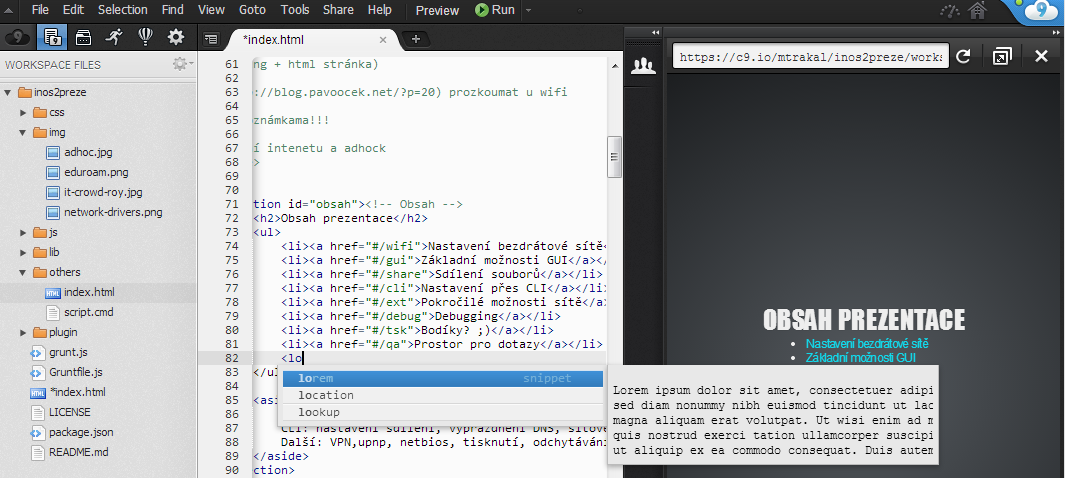 File Edit Selection Find View Goto Tools Share Help Preview Run
9
*index.html
WORKSPACE FILES
inos2preze
css
img
adhoc.jpg
eduroam.png
it-crowd-roy.jpg
network-drivers.png
js
lib
others
index.html
script.cmd
plugin
grunt.js
Gruntfile.js
*index.html
LICENSE
package.json
README.md
61 ng + html stránka)
62
63 ://blog.pavoocek.net/?p=20) prozkoumat u wifi
64
65 známkama!!!
66
67 í intenetu a adhock
68 >
69
70
71 tion id="obsah"><!-- Obsah -->
72 <h2>Obsah prezentace</h2>
73 <ul>
74 <li><a href="#/wifi">Nastavení bezdrátové sítě<
75 <li><a href="#/gui">Základní možnosti GUI</a></
76 <li><a href="#/share">Sdílení souborů</a></li>
77 <li><a href="#/cli">Nastavení přes CLI</a></li>
78 <li><a href="#/ext">Pokročilé možnosti sítě</a>
79 <li><a href="#/debug">Debugging</a></li>
80 <li><a href="#/tsk">Bodíky? ;)</a></li>
81 <li><a href="#/qa">Prostor pro dotazy</a></li>
82 <lo
83 </ul
84
85 <asi
86
87
88 Další: VPN,upnp, netbios, tisknutí, odchytávání
89 </aside>
90 ction>
lorem snippet
location
lookup
Lorem ipsum dolor sit amet, consectetuer adipi
sed diam nonummy nibh euismod tincidunt ut lac
magna aliquam erat volutpat. Ut wisi enim ad m
quis nostrud exerci tation ullamcorper suscipi
ut aliquip ex ea commodo consequat. Duis autem
https://c9.io/mtrakal/inos2preze/works
OBSAH PREZENTACE
Nastavení bezdrátové sítě
Základní možnosti GUI